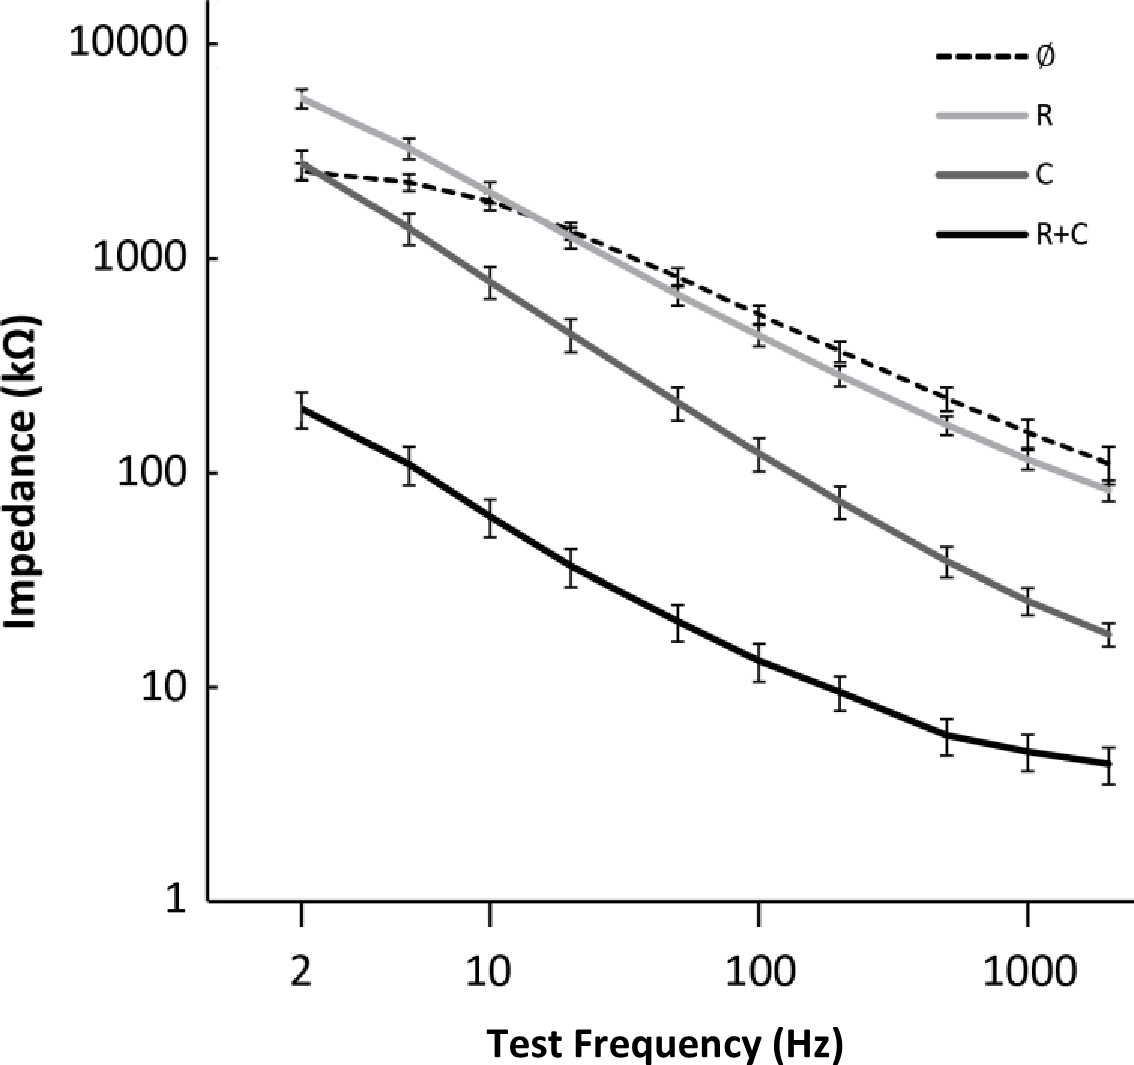 10000
1000
100
10
1
Impedance (kΩ)
Ø
R
C
R+C
2 10 100 1000
Test Frequency (Hz)